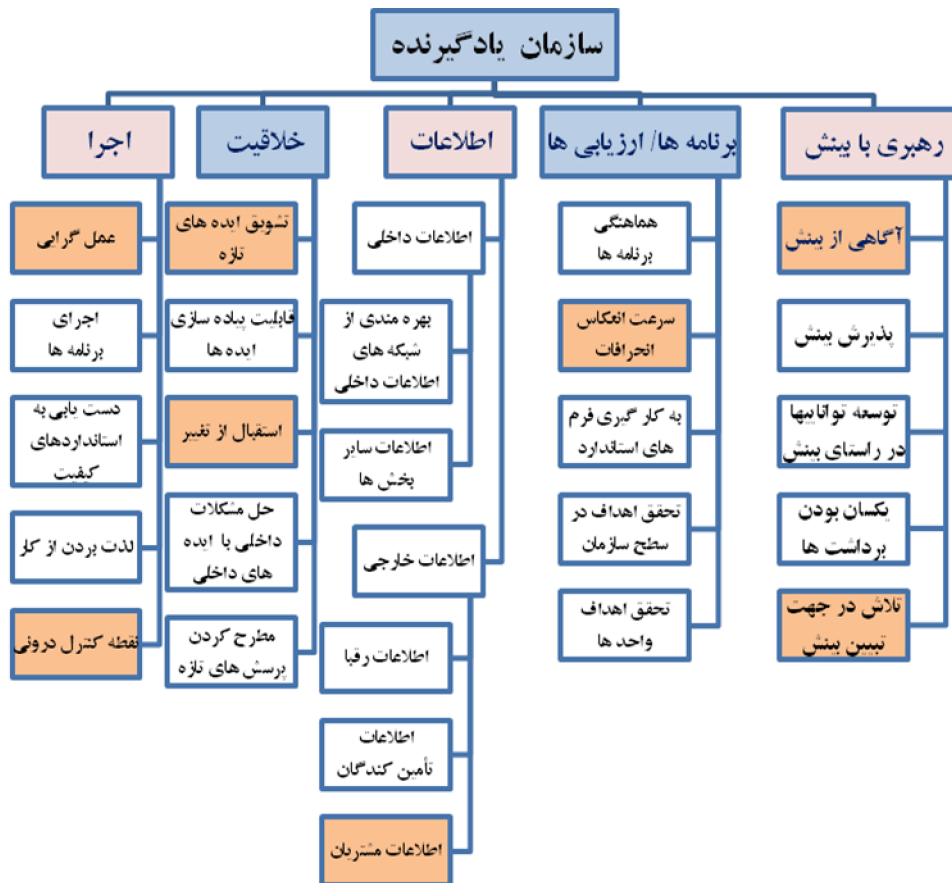 سازمان یادگیرنده
رهبری با بینش
آگاهی از بینش
پذیرش بینش
توسعه تواناییها
در راستای بینش
یکسان بودن
برداشت ها
تلاش در جهت
تبیین بینش
برنامه ها/ ارزیابی ها
هماهنگی
برنامه ها
سرعت انعکاس
انحرافات
به کار گیری فرم
های استاندارد
تحقق اهداف در
سطح سازمان
تحقق اهداف
واحد ها
اطلاعات
اطلاعات داخلی
بهره مندی از
شبکه های
اطلاعات داخلی
اطلاعات سایر
بخش ها
اطلاعات خارجی
اطلاعات رقبا
اطلاعات
تأمین کندگان
اطلاعات مشتریان
خلاقیت
تشویق ایده های
تازه
قابلیت پیاده سازی
ایده ها
استقبال از تغییر
حل مشکلات
داخلی با ایده
های داخلی
مطرح کردن
پرسش های تازه
اجرا
عمل گرایی
اجرای
برنامه ها
دست یابی به
استانداردهای
کیفیت
لذت بردن از کار
نقطه کنترل درونی